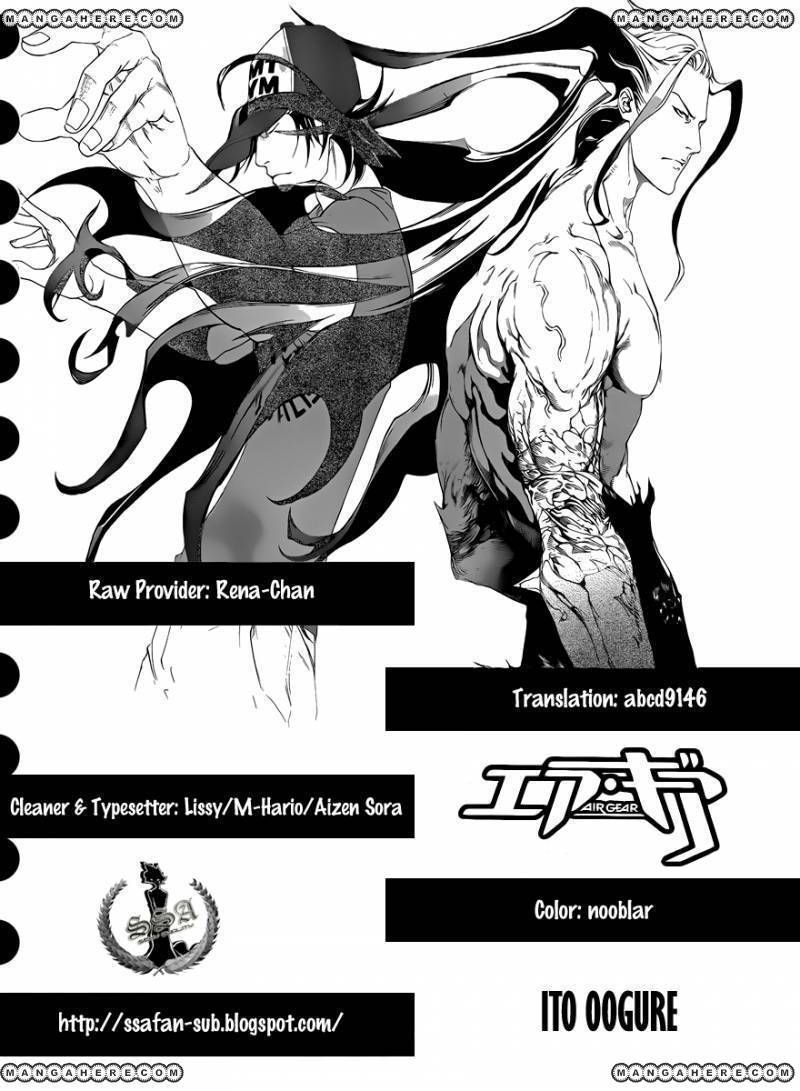 MANGAHERE.COM
MANGAHERE.COM
Raw Provider: Rena-Chan
Translation: abcd9146
エア・ギア
AIR GEAR
Cleaner & Typesetter: Lissy/M-Hario/Aizen Sora
SSA
Color: nooblar
http://ssafan-sub.blogspot.com/
ITO OOGURE
MANGAHERE.COM
MANGAHERE.COM